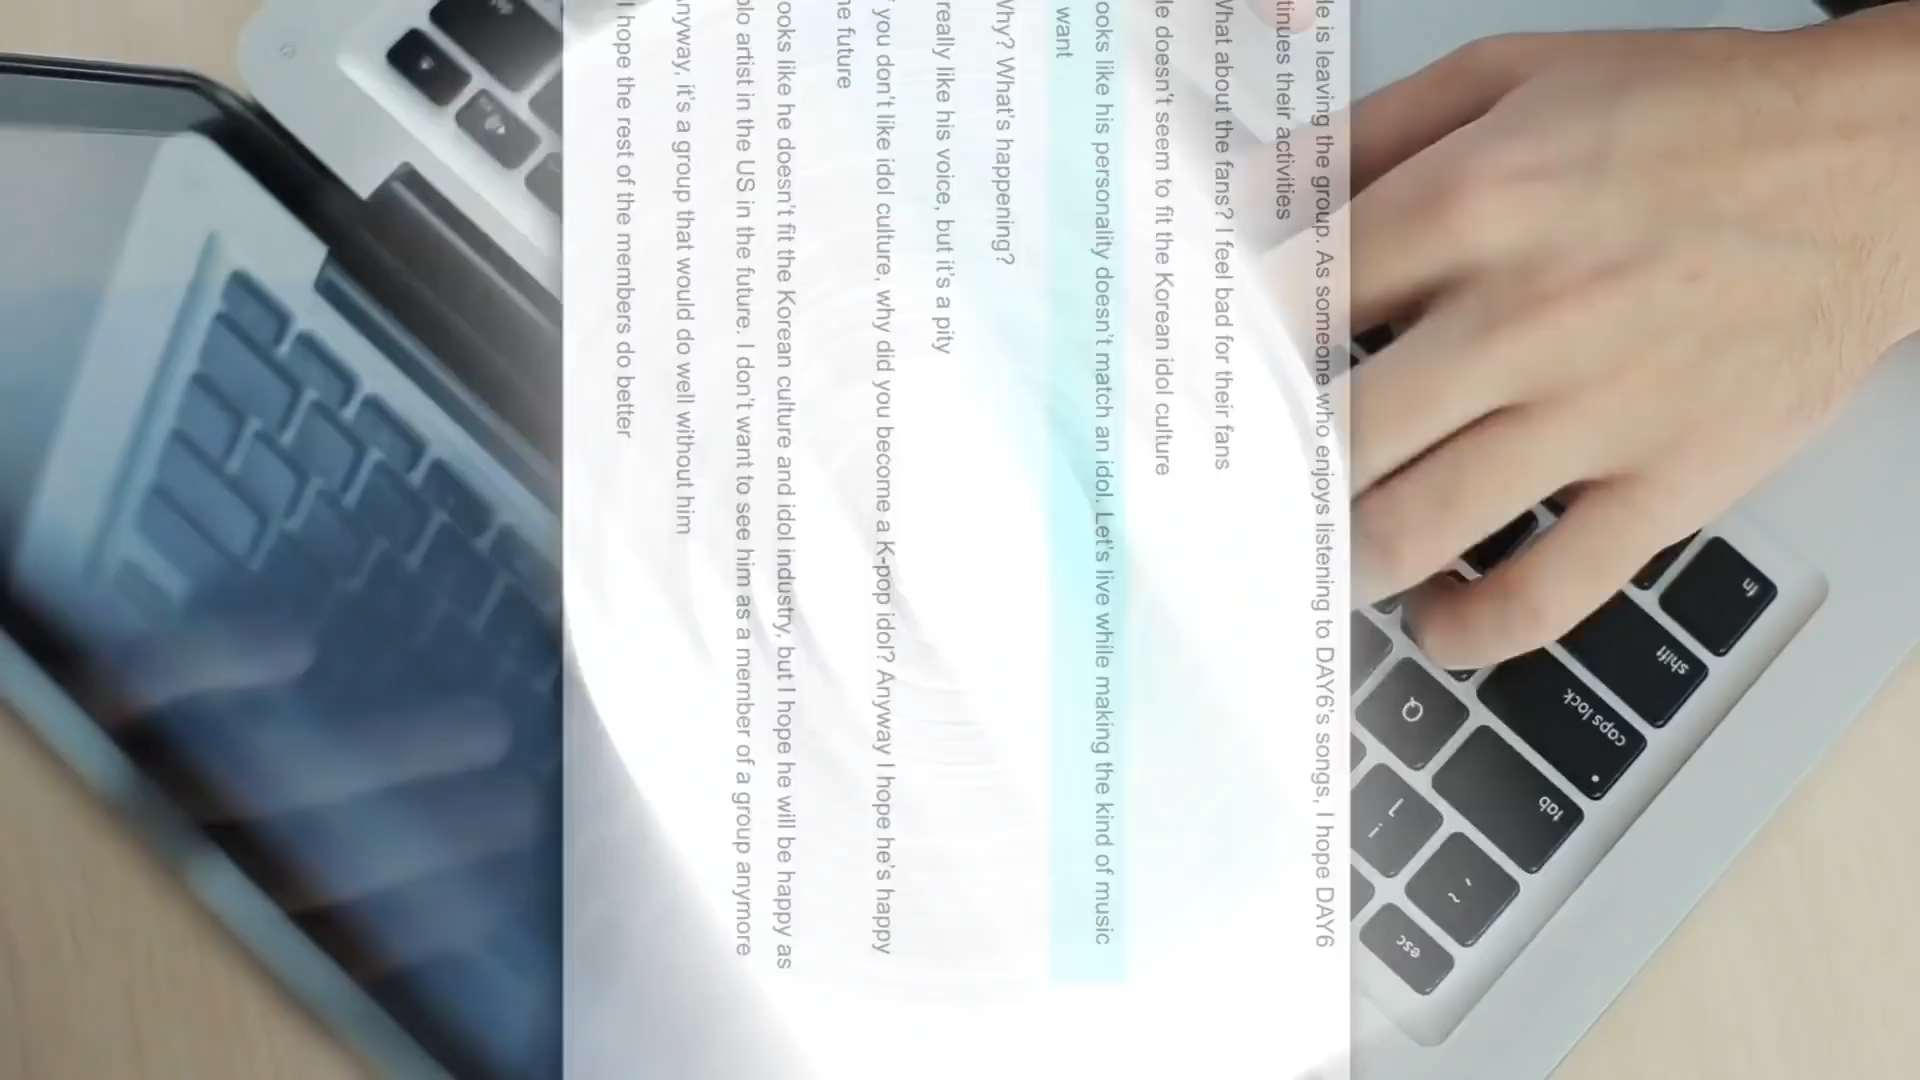 is leaving the group. As someone who enjoys listening to DAY6's songs, I hope DAY6
tinues their activities
What about the fans? I feel bad for their fans
le doesn't seem to fit the Korean idol culture
ooks like his personality doesn't match an idol. Let's live while making the kind of music
want
Why? What's happening?
really like his voice, but it's a pity
you don't like idol culture, why did you become a K-pop idol? Anyway I hope he's happy
he future
ooks like he doesn't fit the Korean culture and idol industry, but I hope he will be happy as
olo artist in the US in the future. I don't want to see him as a member of a group anymore
nyway, it's a group that would do well without him
I hope the rest of the members do better
fn
shift
caps lock
Q
tab
esc